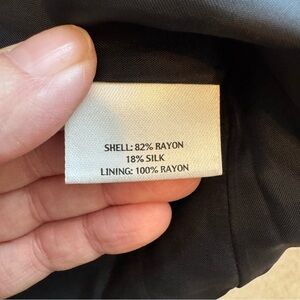 SHELL: 82% RAYON
18% SILK
LINING: 100% RAYON